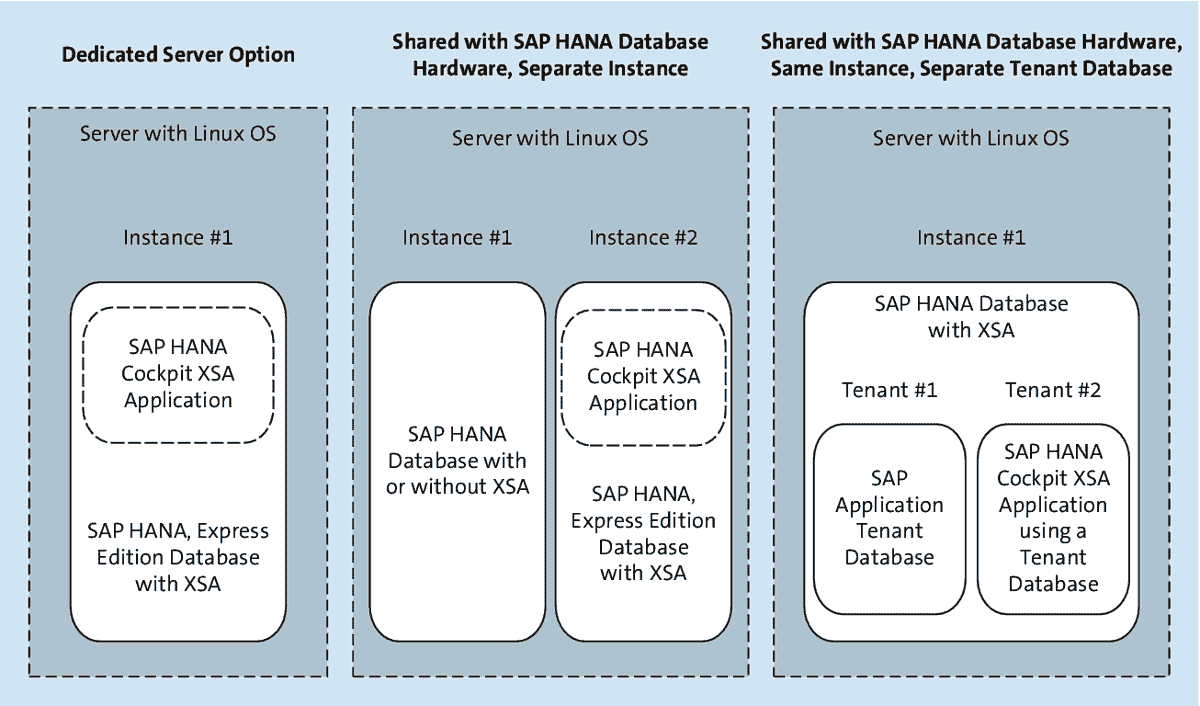 Dedicated Server Option
Server with Linux OS
Instance #1
SAP HANA
Cockpit XSA
Application
SAP HANA, Express
Edition Database
with XSA
Shared with SAP HANA Database
Hardware, Separate Instance
Server with Linux OS
Instance #1
SAP HANA
Database with
or without XSA
Instance #2
SAP HANA
Cockpit XSA
Application
SAP HANA,
Express Edition
Database
with XSA
Shared with SAP HANA Database Hardware,
Same Instance, Separate Tenant Database
Server with Linux OS
Instance #1
SAP HANA Database
with XSA
Tenant #1
SAP
Application
Tenant
Database
Tenant #2
SAP HANA
Cockpit XSA
Application
using a
Tenant
Database